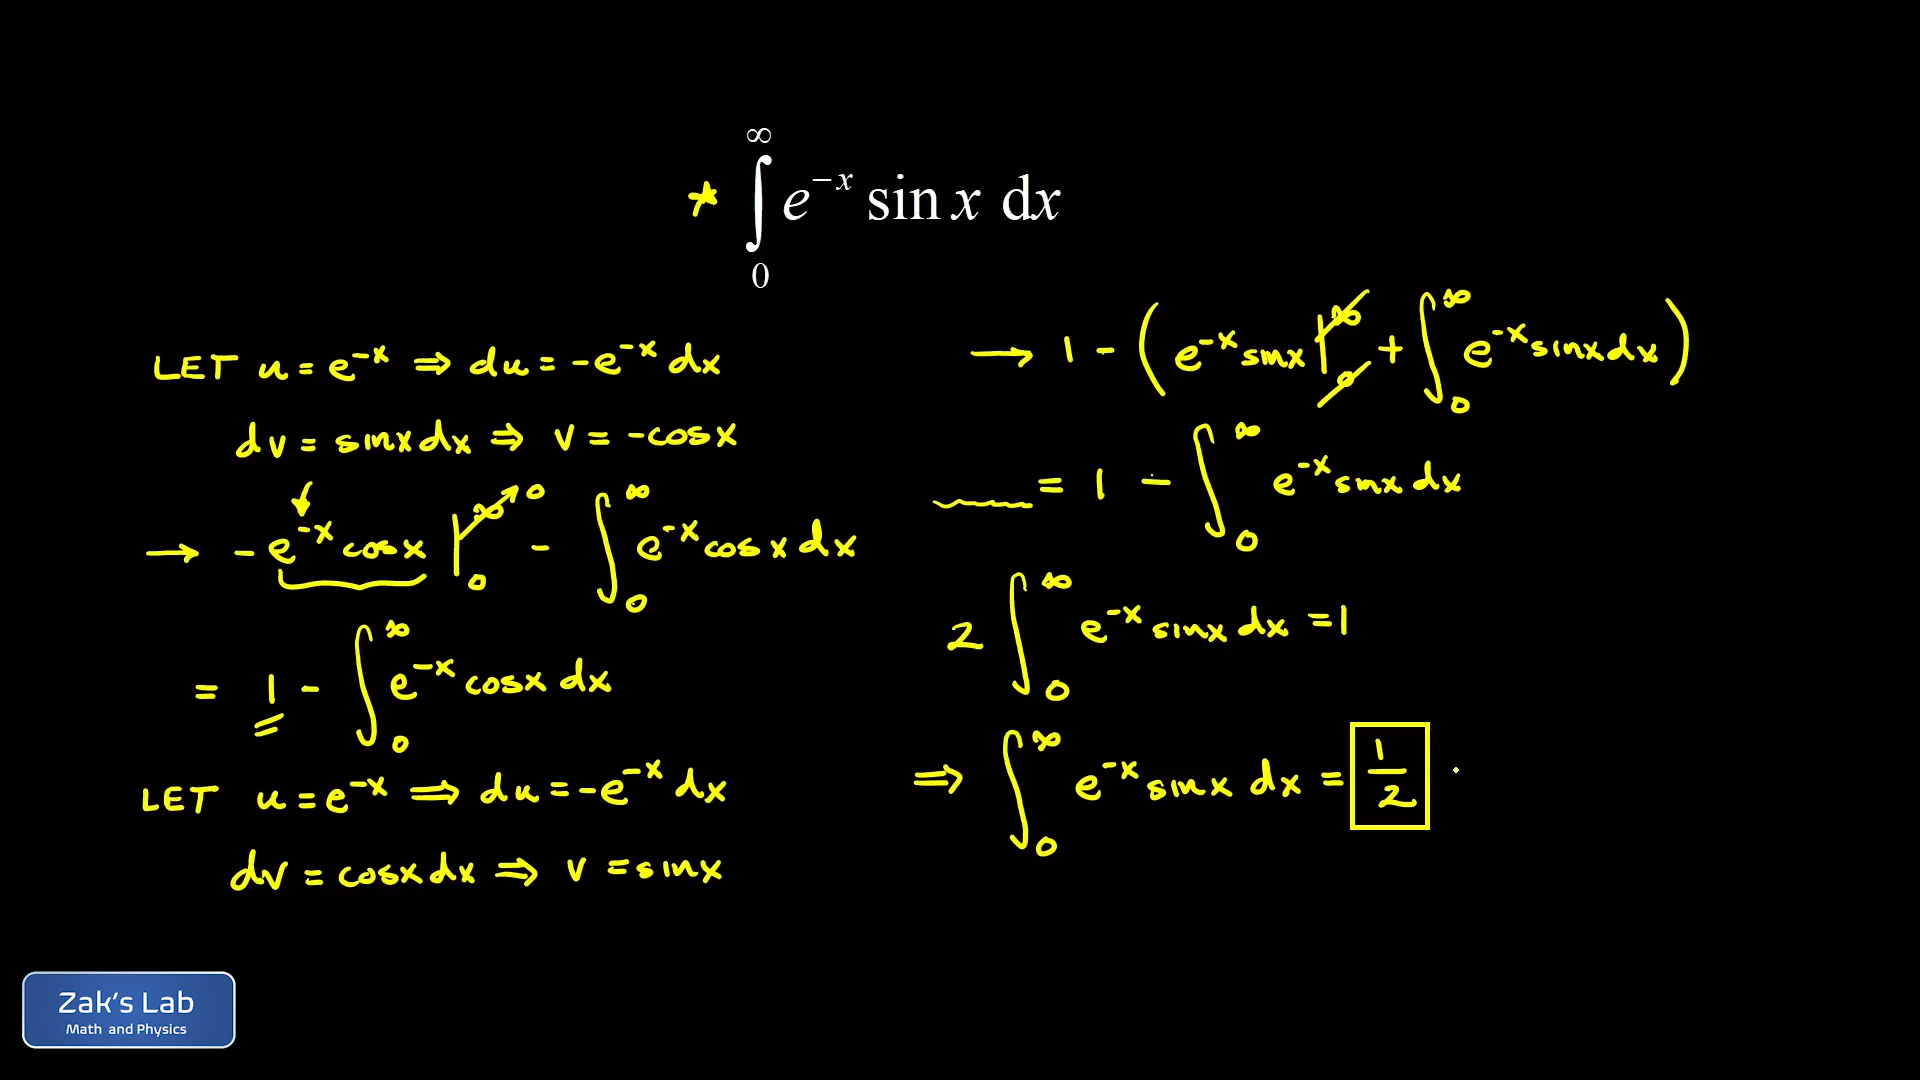 * ∫₀^∞ e^{-x} sin x dx
LET u = e^{-x} ⇒ du = -e^{-x} dx
dv = sinx dx ⇒ v = -cosx
→ -e^{-x} cosx |₀^∞ ↗ 0 - ∫₀^∞ e^{-x} cos x dx
= 1 - ∫₀^∞ e^{-x} cosx dx
LET u = e^{-x} ⟹ du = -e^{-x} dx
dv = cosx dx ⇒ v = sinx
→ 1 - (e^{-x} sinx |₀^∞ + ∫₀^∞ e^{-x} sinx dx)
= 1 - ∫₀^∞ e^{-x} sinx dx
2 ∫₀^∞ e^{-x} sinx dx = 1
⇒ ∫₀^∞ e^{-x} sinx dx = 1/2
Zak's Lab
Math and Physics